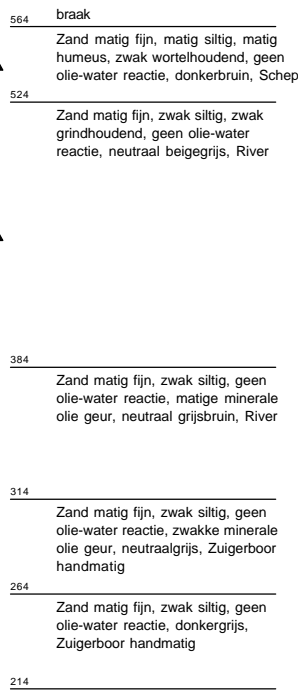 564
braak
Zand matig fijn, matig siltig, matig
humeus, zwak wortelhoudend, geen
olie-water reactie, donkerbruin, Schep
524
Zand matig fijn, zwak siltig, zwak
grindhoudend, geen olie-water
reactie, neutraal beigegrijs, River
384
Zand matig fijn, zwak siltig, geen
olie-water reactie, matige minerale
olie geur, neutraal grijsbruin, River
314
Zand matig fijn, zwak siltig, geen
olie-water reactie, zwakke minerale
olie geur, neutraalgrijs, Zuigerboor
handmatig
264
Zand matig fijn, zwak siltig, geen
olie-water reactie, donkergrijs,
Zuigerboor handmatig
214